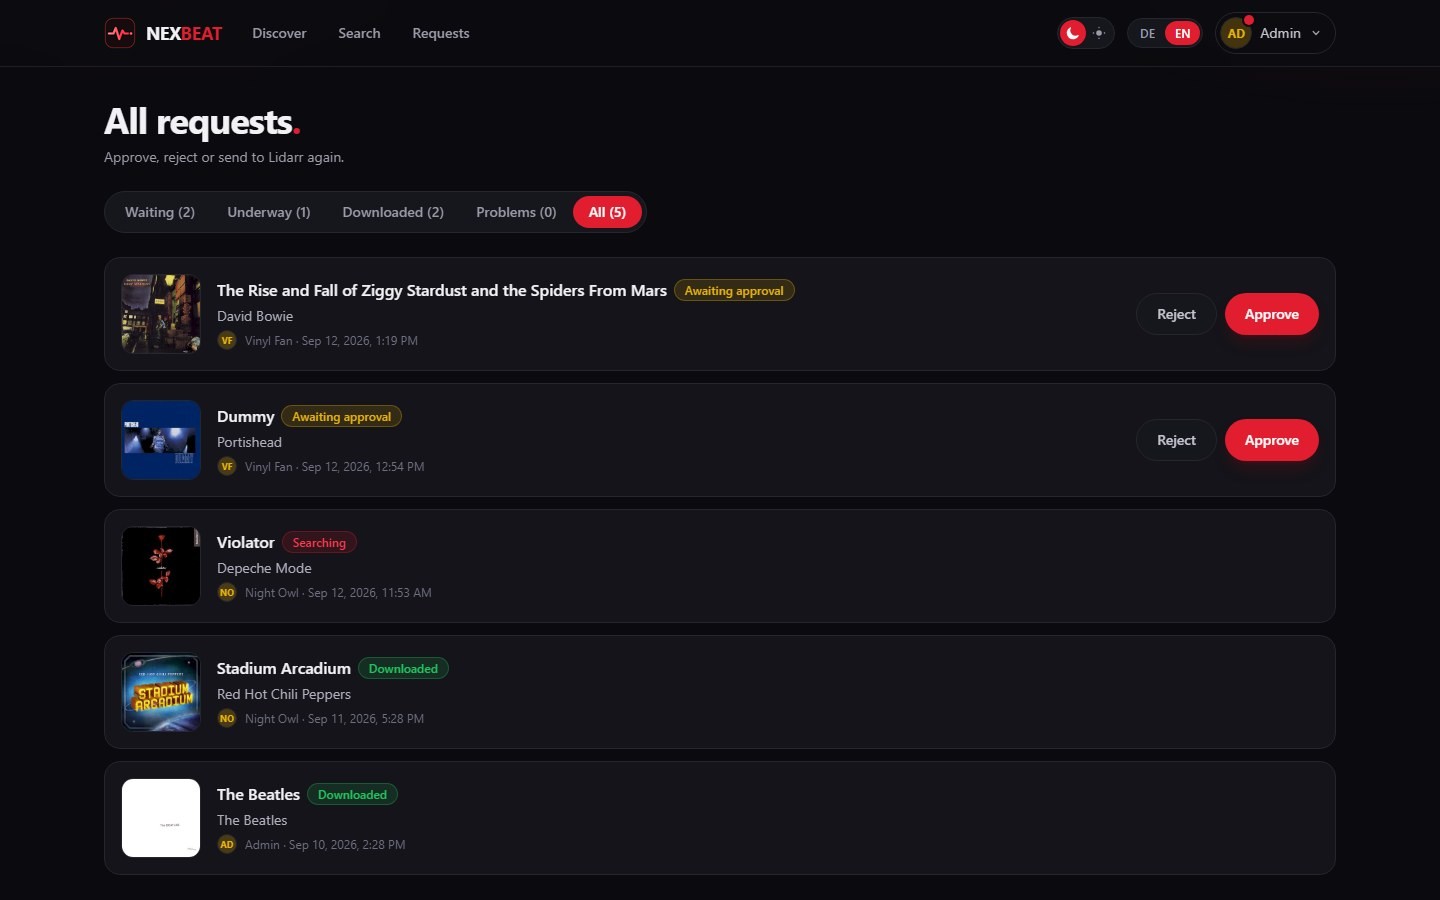 NEXBEAT Discover Search Requests DE EN AD Admin
All requests.
Approve, reject or send to Lidarr again.
Waiting (2) Underway (1) Downloaded (2) Problems (0) All (5)
The Rise and Fall of Ziggy Stardust and the Spiders From Mars Awaiting approval
David Bowie
VF Vinyl Fan · Sep 12, 2026, 1:19 PM
Reject Approve
Dummy Awaiting approval
Portishead
VF Vinyl Fan · Sep 12, 2026, 12:54 PM
Reject Approve
Violator Searching
Depeche Mode
NO Night Owl · Sep 12, 2026, 11:53 AM
STADIUM
ARCADIUM
Stadium Arcadium Downloaded
Red Hot Chili Peppers
NO Night Owl · Sep 11, 2026, 5:28 PM
The Beatles Downloaded
The Beatles
AD Admin · Sep 10, 2026, 2:28 PM